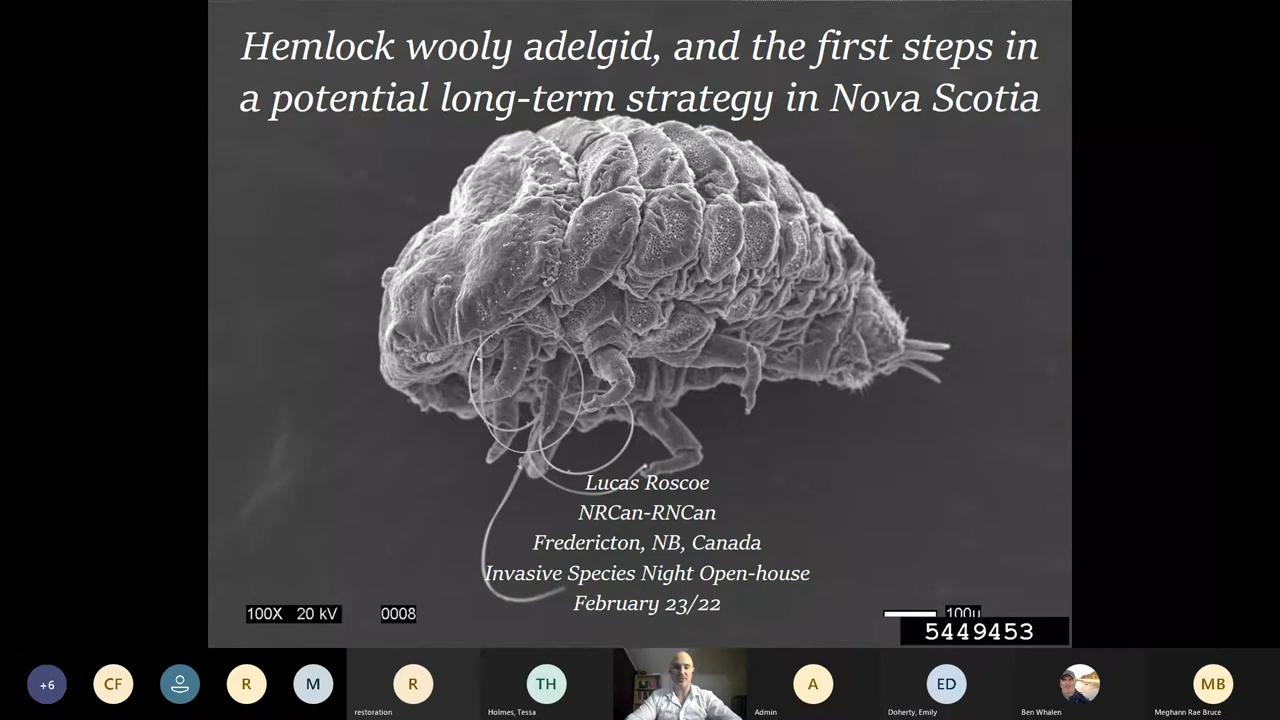 Hemlock wooly adelgid, and the first steps in
a potential long-term strategy in Nova Scotia
Lucas Roscoe
NRCan-RNCan
Fredericton, NB, Canada
Invasive Species Night Open-house
February 23/22
100X 20 kV 0008 100µ
5449453
+6 CF R M R TH A ED MB
restoration Holmes, Tessa Admin Doherty, Emily Ben Whalen Meghann Rae Bruce